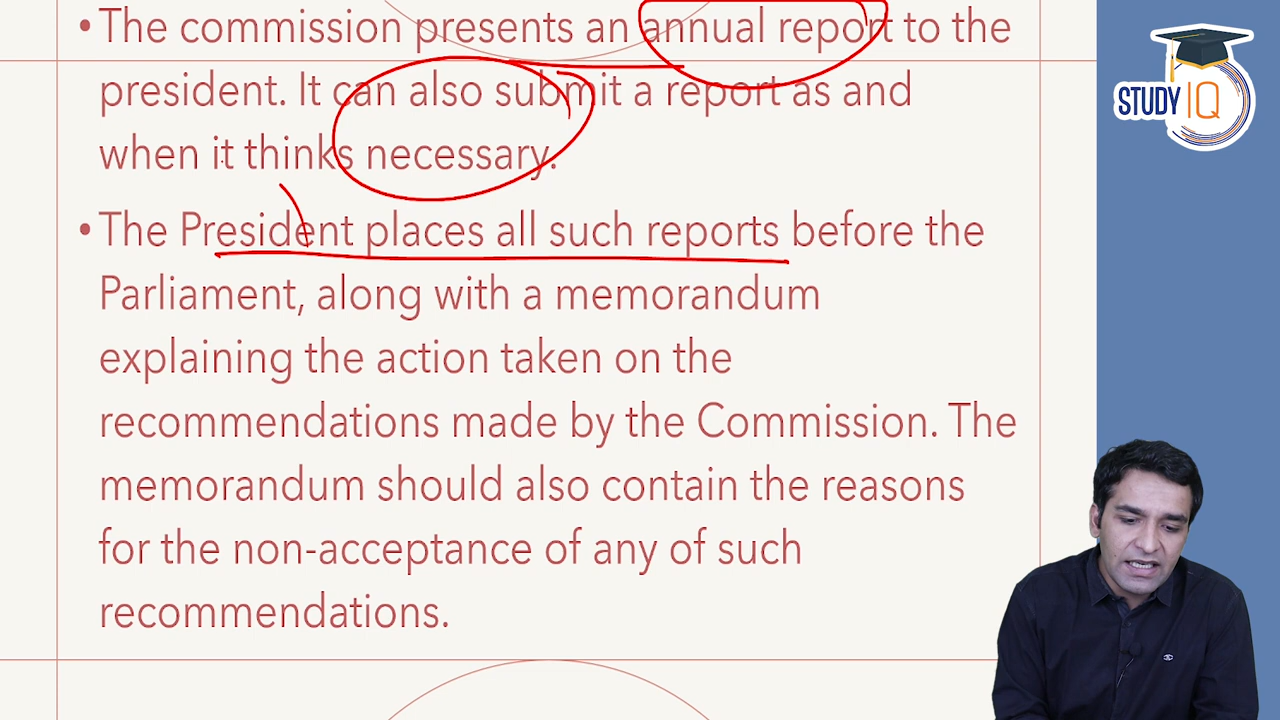 • The commission presents an annual report to the
president. It can also submit a report as and
when it thinks necessary.
• The President places all such reports before the
Parliament, along with a memorandum
explaining the action taken on the
recommendations made by the Commission. The
memorandum should also contain the reasons
for the non-acceptance of any of such
recommendations.
STUDY IQ